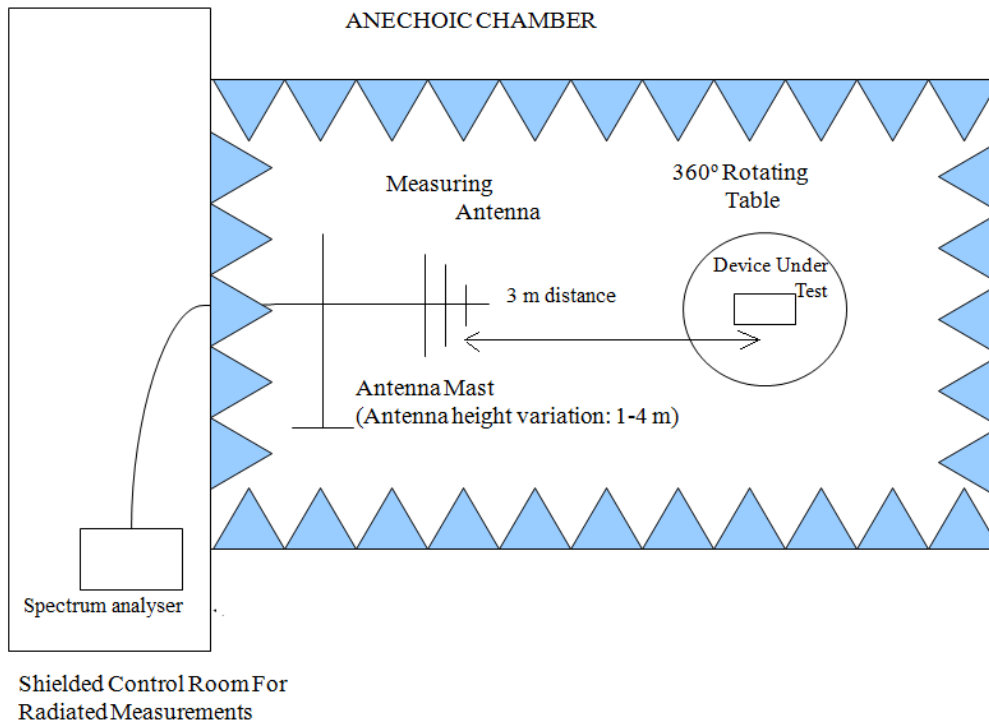 ANECHOIC CHAMBER
Measuring
Antenna
360º Rotating
Table
Device Under
Test
3 m distance
Antenna Mast
(Antenna height variation: 1-4 m)
Spectrum analyser
Shielded Control Room For
Radiated Measurements